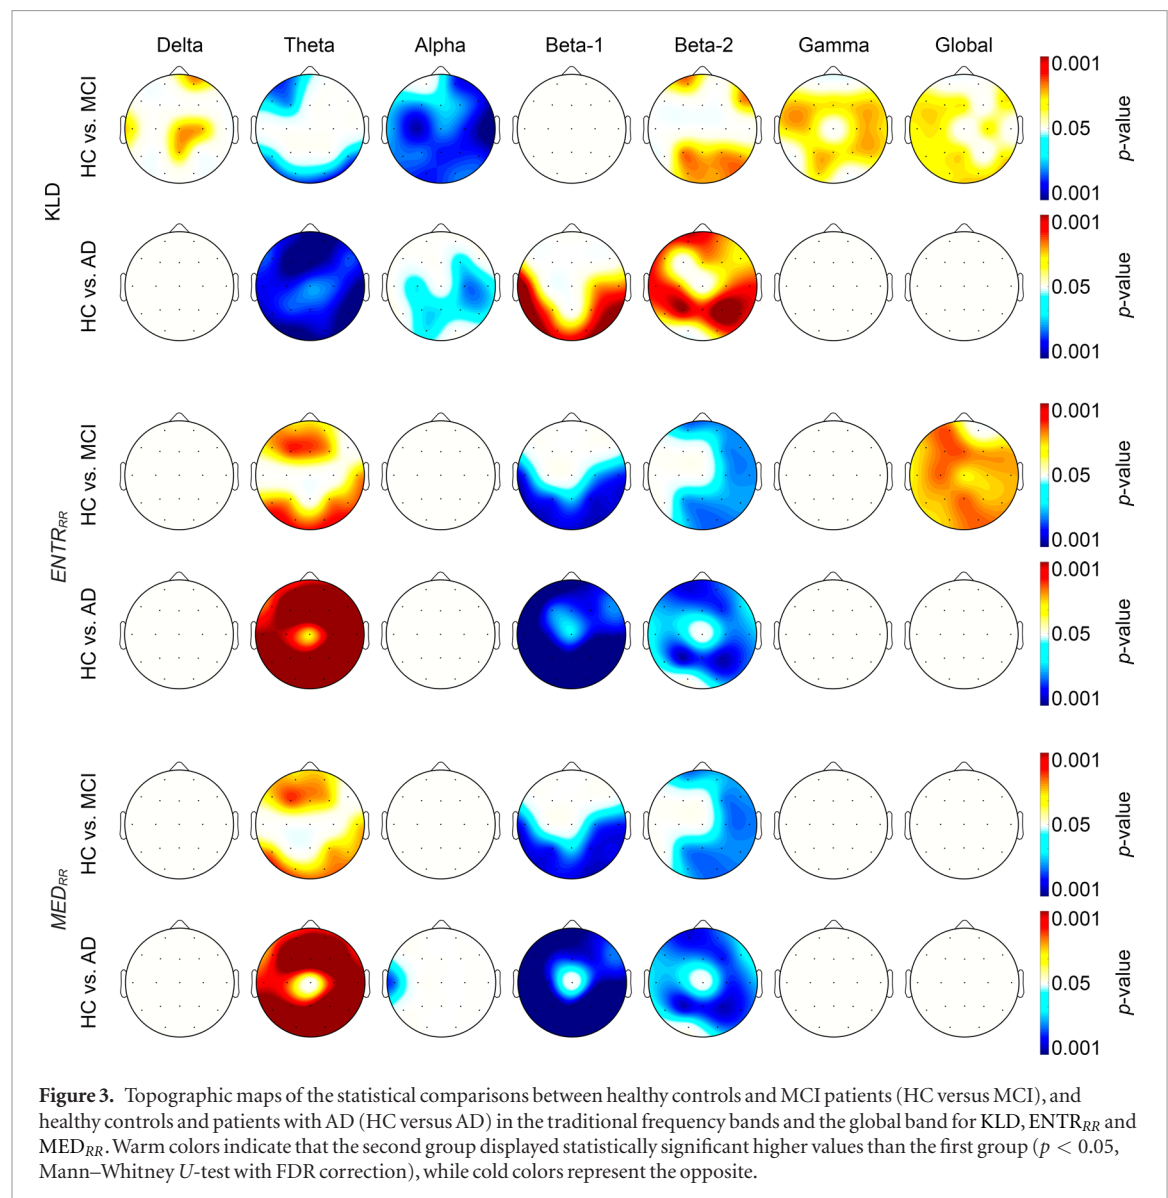 Delta Theta Alpha Beta-1 Beta-2 Gamma Global
KLD
HC vs. MCI
0.001
0.05
0.001
p-value
HC vs. AD
0.001
0.05
0.001
p-value
ENTR_RR
HC vs. MCI
0.001
0.05
0.001
p-value
HC vs. AD
0.001
0.05
0.001
p-value
MED_RR
HC vs. MCI
0.001
0.05
0.001
p-value
HC vs. AD
0.001
0.05
0.001
p-value
Figure 3. Topographic maps of the statistical comparisons between healthy controls and MCI patients (HC versus MCI), and
healthy controls and patients with AD (HC versus AD) in the traditional frequency bands and the global band for KLD, ENTR_RR and
MED_RR. Warm colors indicate that the second group displayed statistically significant higher values than the first group (p < 0.05,
Mann–Whitney U-test with FDR correction), while cold colors represent the opposite.